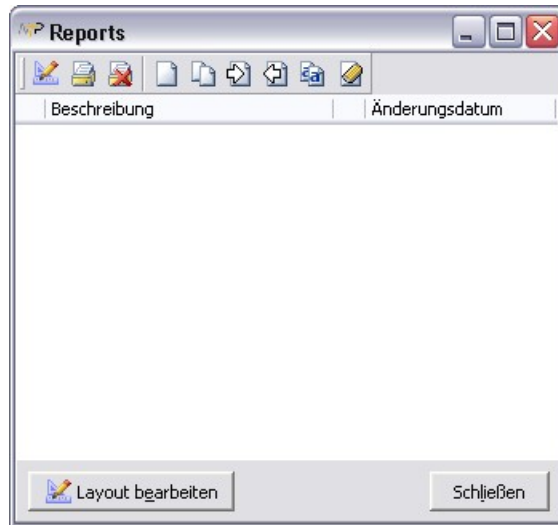 Reports
Beschreibung Änderungsdatum
Layout bearbeiten Schließen